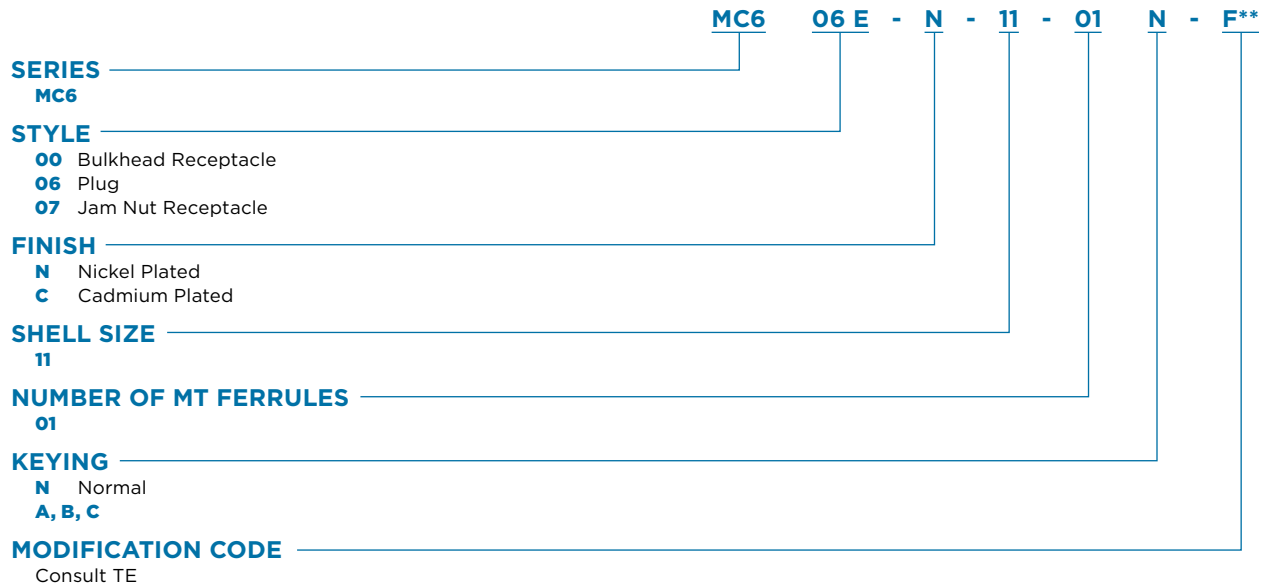 MC6 06 E - N - 11 - 01 N - F**
SERIES
MC6
STYLE
00 Bulkhead Receptacle
06 Plug
07 Jam Nut Receptacle
FINISH
N Nickel Plated
C Cadmium Plated
SHELL SIZE
11
NUMBER OF MT FERRULES
01
KEYING
N Normal
A, B, C
MODIFICATION CODE
Consult TE